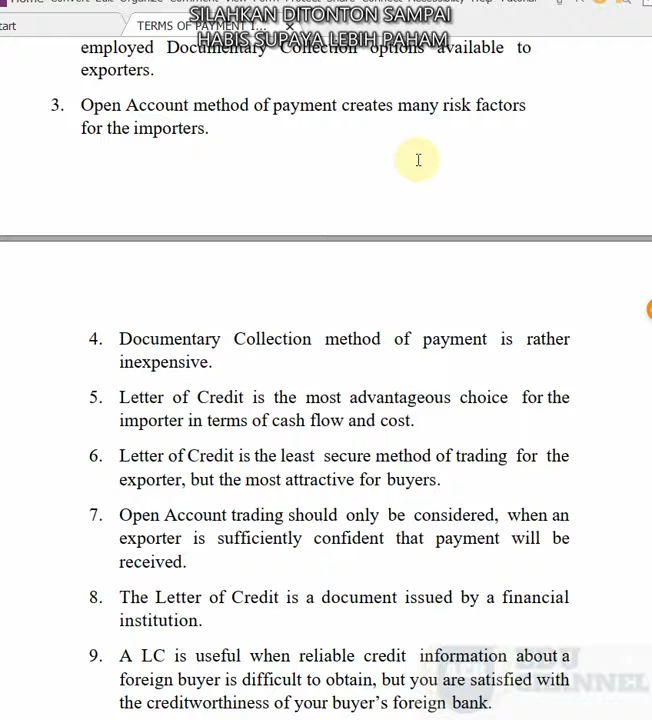 TERMS OF PAYMENT
SILAHKAN DITONTON SAMPAI
HABIS SUPAYA LEBIH PAHAM
employed Documentary Collection options available to
exporters.
3. Open Account method of payment creates many risk factors
for the importers.
4. Documentary Collection method of payment is rather
inexpensive.
5. Letter of Credit is the most advantageous choice for the
importer in terms of cash flow and cost.
6. Letter of Credit is the least secure method of trading for the
exporter, but the most attractive for buyers.
7. Open Account trading should only be considered, when an
exporter is sufficiently confident that payment will be
received.
8. The Letter of Credit is a document issued by a financial
institution.
9. A LC is useful when reliable credit information about a
foreign buyer is difficult to obtain, but you are satisfied with
the creditworthiness of your buyer's foreign bank.
EDU
CHANNEL